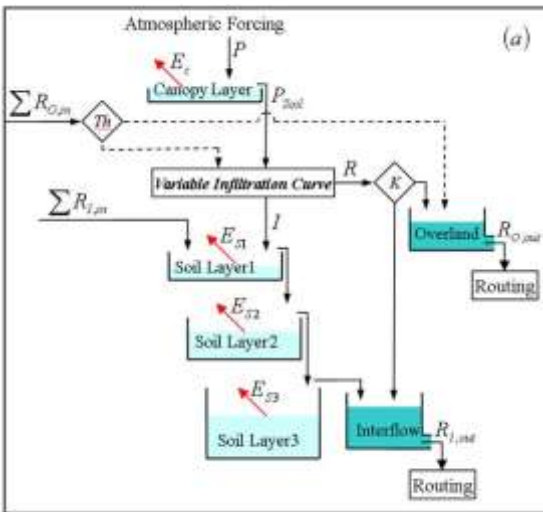 Atmospheric Forcing
(a)
P
E_c
Canopy Layer
P_Soil
∑ R_O,in
Th
Variable Infiltration Curve
R
K
∑ R_I,in
I
Overland
R_O,out
E_S1
Soil Layer1
Routing
E_S2
Soil Layer2
E_S3
Soil Layer3
Interflow
R_I,out
Routing